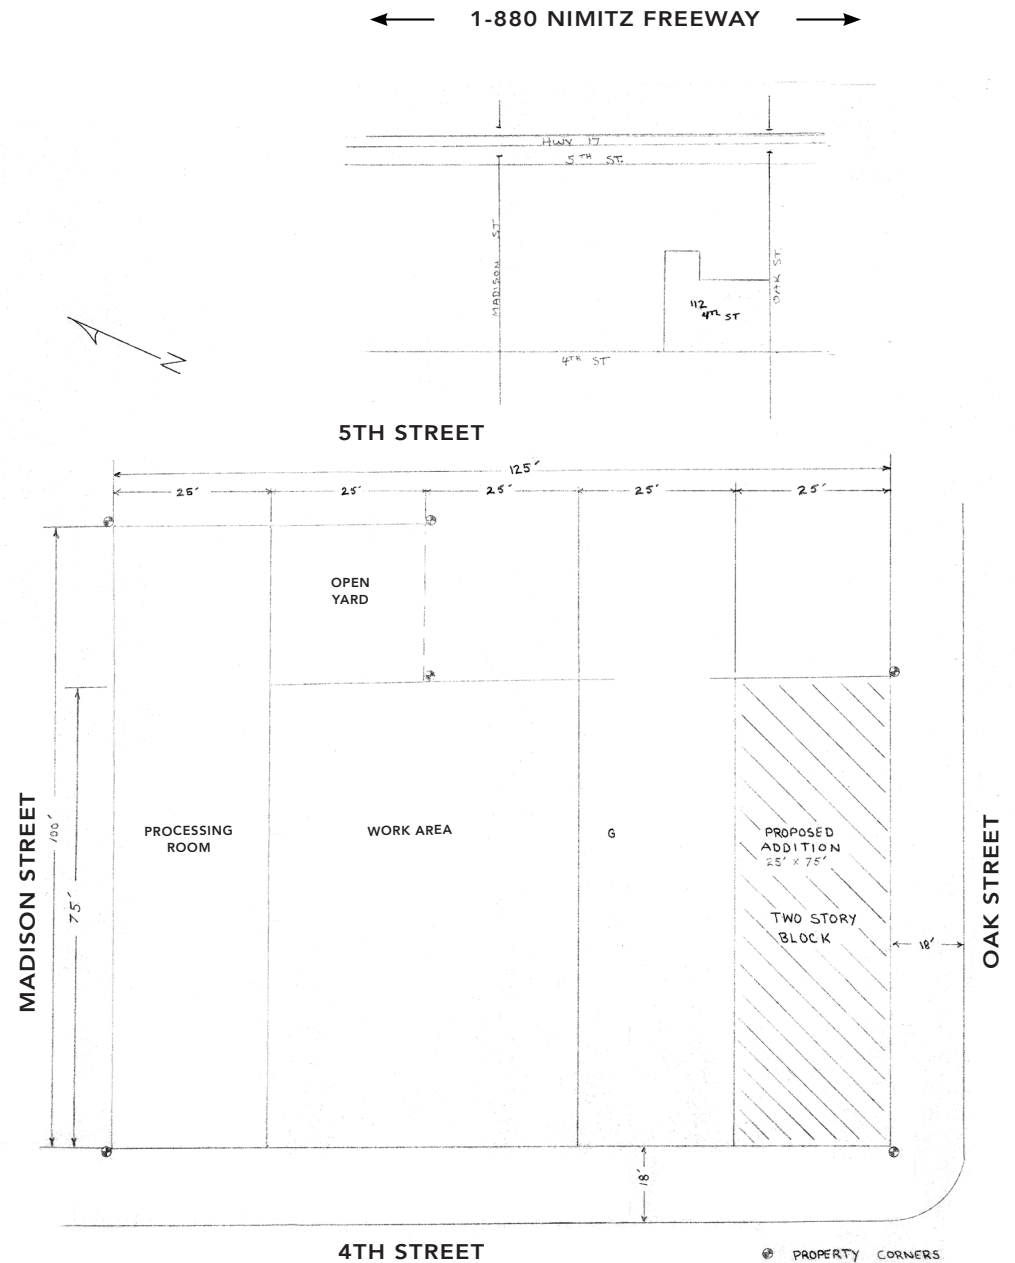 1-880 NIMITZ FREEWAY
HWY 17
5TH ST.
MADISON ST
OAK ST.
112
4TH ST
4TH ST
N
5TH STREET
125'
25' 25' 25' 25' 25'
OPEN
YARD
MADISON STREET
100'
75'
PROCESSING
ROOM
WORK AREA
G
PROPOSED
ADDITION
25' X 75'
TWO STORY
BLOCK
18'
OAK STREET
18'
4TH STREET
PROPERTY CORNERS